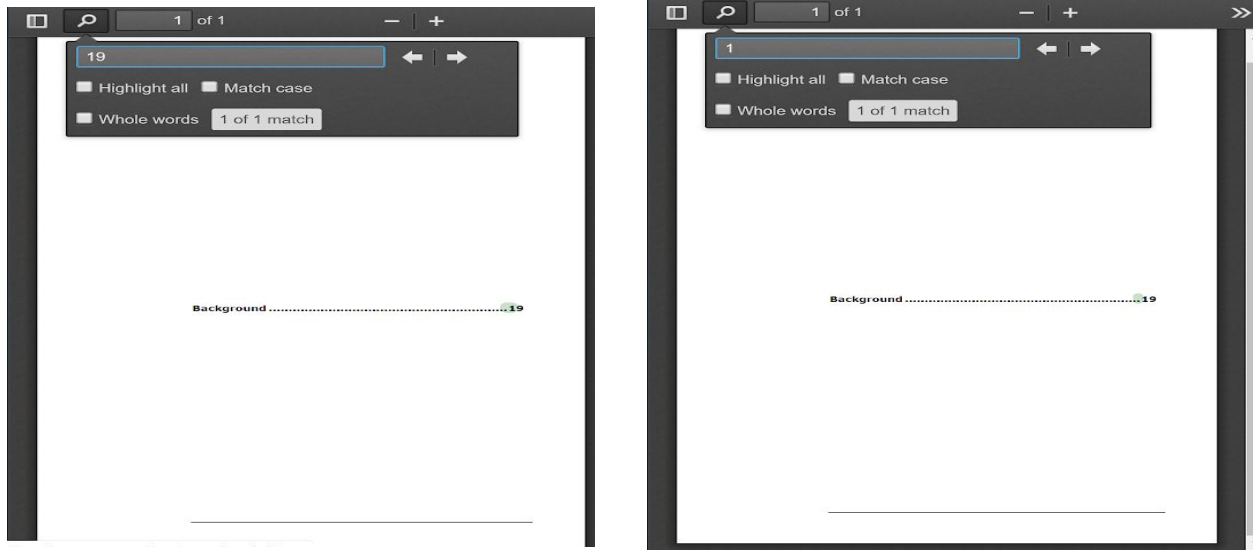 1 of 1
19
Highlight all Match case
Whole words 1 of 1 match
Background ........................................................19
1 of 1
1
Highlight all Match case
Whole words 1 of 1 match
Background ........................................................19